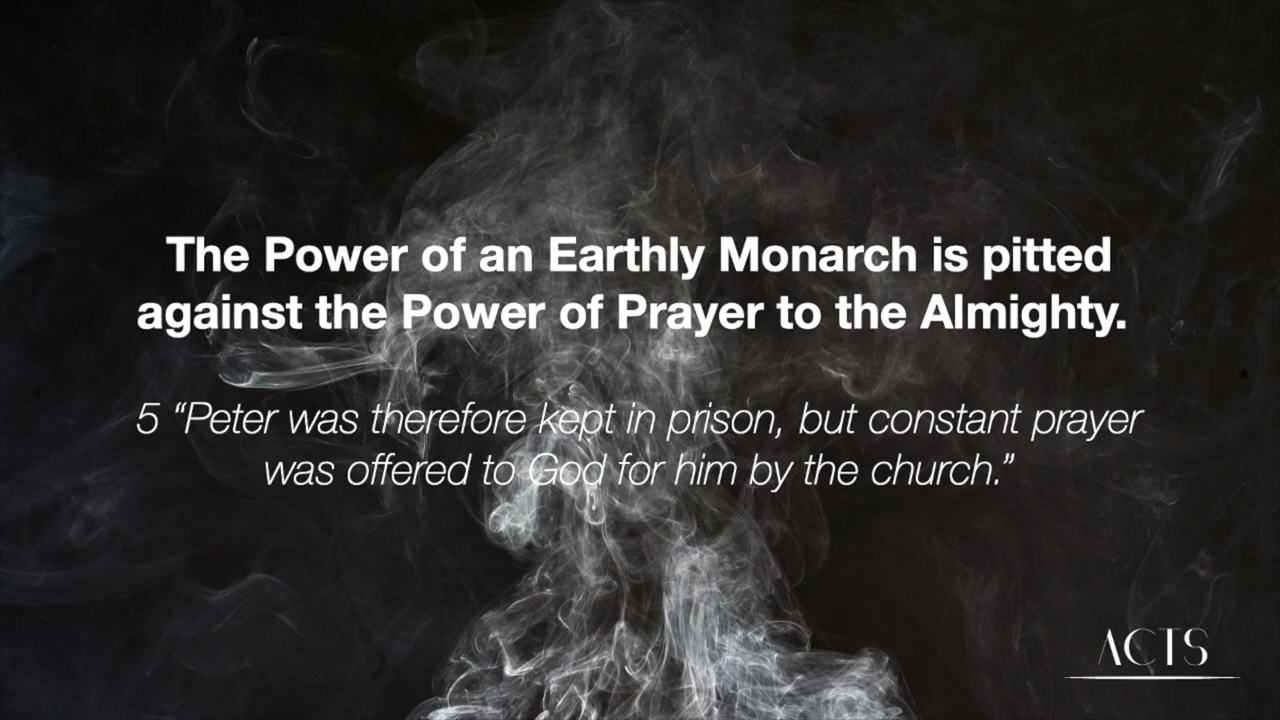 The Power of an Earthly Monarch is pitted
against the Power of Prayer to the Almighty.
5 “Peter was therefore kept in prison, but constant prayer
was offered to God for him by the church.”
ACTS